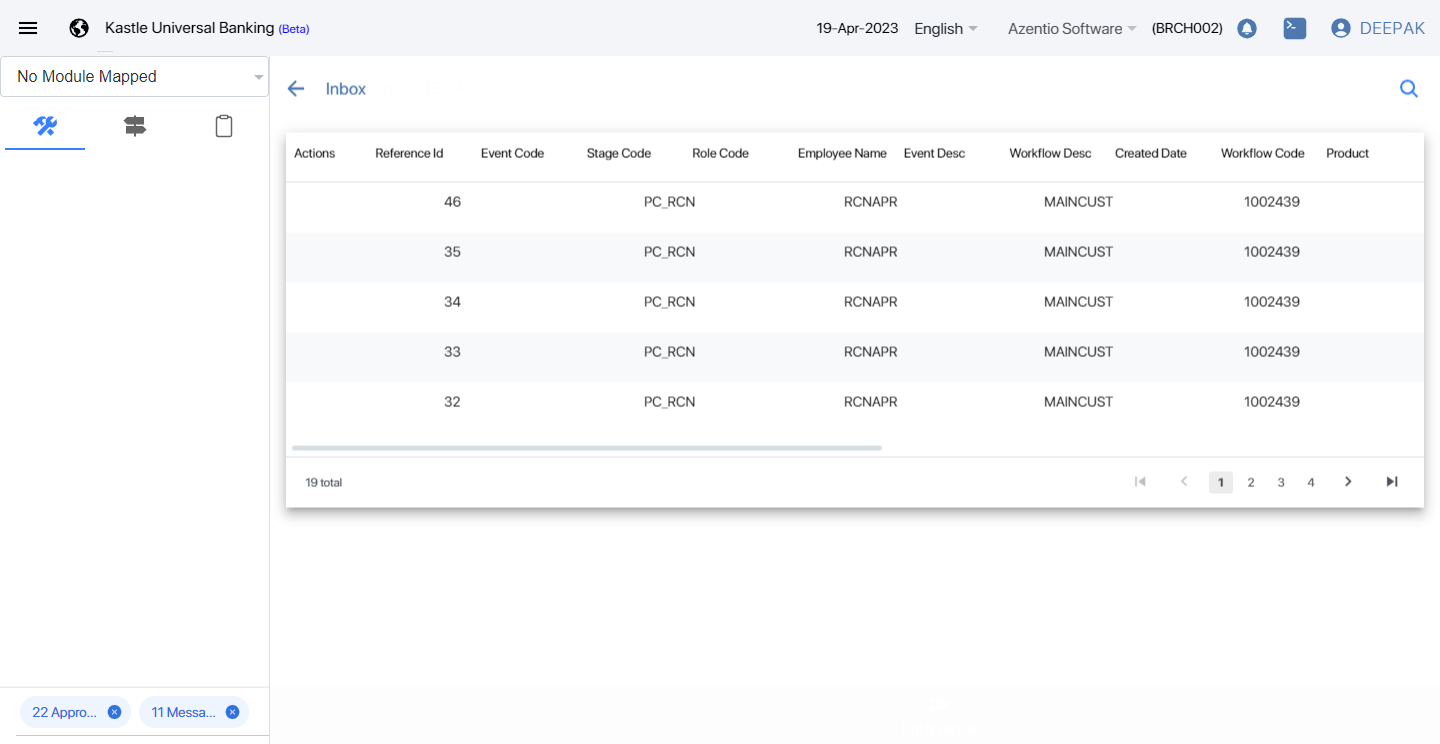 Kastle Universal Banking (Beta) 19-Apr-2023 English Azentio Software (BRCH002) DEEPAK
No Module Mapped
Inbox
Actions Reference Id Event Code Stage Code Role Code Employee Name Event Desc Workflow Desc Created Date Workflow Code Product
46 PC_RCN RCNAPR MAINCUST 1002439
35 PC_RCN RCNAPR MAINCUST 1002439
34 PC_RCN RCNAPR MAINCUST 1002439
33 PC_RCN RCNAPR MAINCUST 1002439
32 PC_RCN RCNAPR MAINCUST 1002439
19 total 1 2 3 4
22 Appro... 11 Messa...